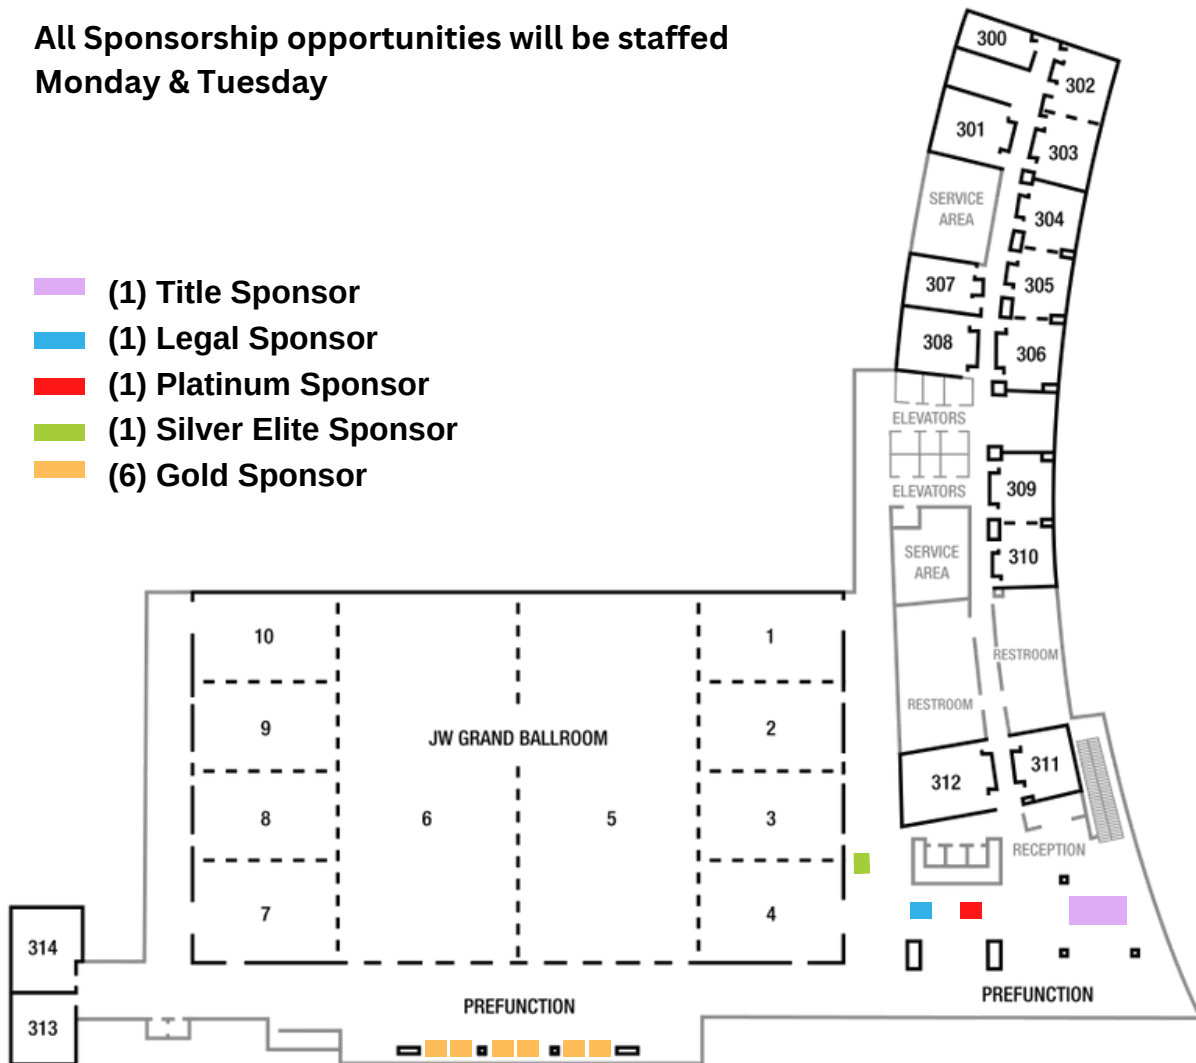 All Sponsorship opportunities will be staffed
Monday & Tuesday
(1) Title Sponsor
(1) Legal Sponsor
(1) Platinum Sponsor
(1) Silver Elite Sponsor
(6) Gold Sponsor
300
302
301
303
SERVICE
AREA
304
307
305
308
306
ELEVATORS
ELEVATORS
309
SERVICE
AREA
310
RESTROOM
RESTROOM
312
311
RECEPTION
10
1
9
JW GRAND BALLROOM
2
8
6
5
3
7
4
314
313
PREFUNCTION
PREFUNCTION